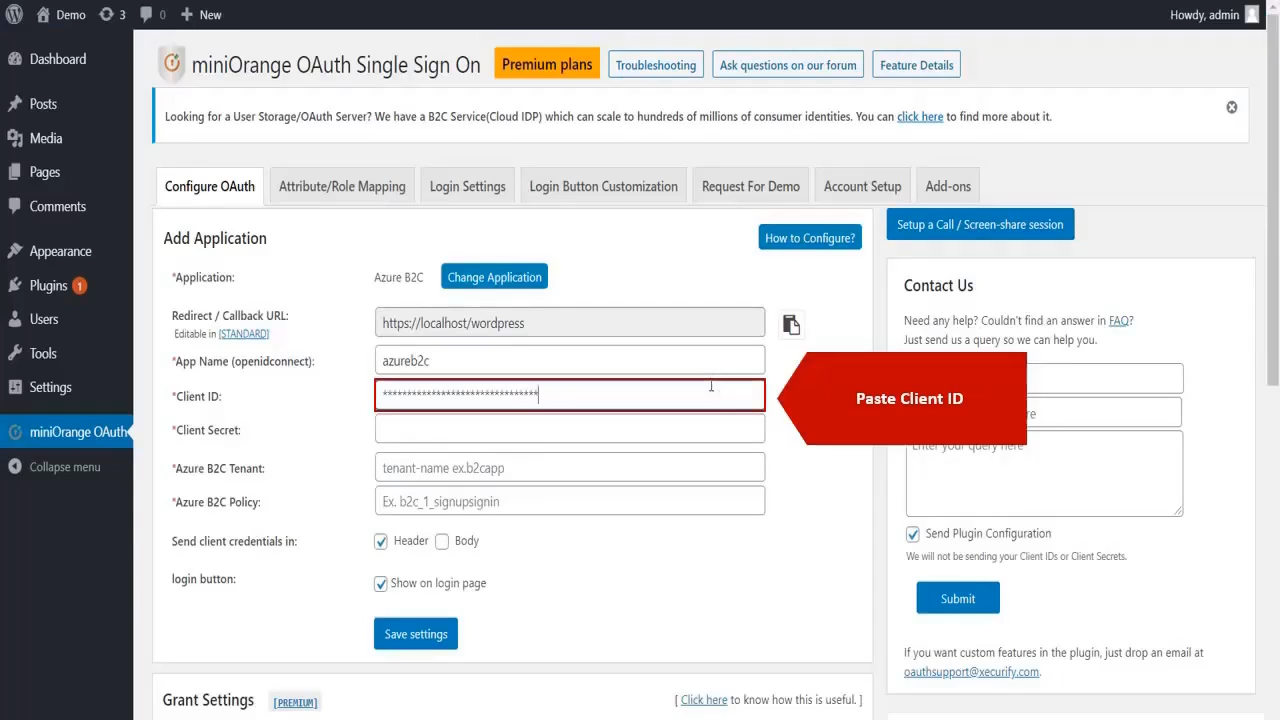 Demo
3
0
New
Howdy, admin
Dashboard
Posts
Media
Pages
Comments
Appearance
Plugins 1
Users
Tools
Settings
miniOrange OAuth
Collapse menu
miniOrange OAuth Single Sign On
Premium plans
Troubleshooting
Ask questions on our forum
Feature Details
Looking for a User Storage/OAuth Server? We have a B2C Service(Cloud IDP) which can scale to hundreds of millions of consumer identities. You can click here to find more about it.
Configure OAuth
Attribute/Role Mapping
Login Settings
Login Button Customization
Request For Demo
Account Setup
Add-ons
Add Application
How to Configure?
*Application:
Azure B2C
Change Application
Redirect / Callback URL:
Editable in [STANDARD]
https://localhost/wordpress
*App Name (openidconnect):
azureb2c
*Client ID:
********************************
Paste Client ID
*Client Secret:
*Azure B2C Tenant:
tenant-name ex.b2capp
*Azure B2C Policy:
Ex. b2c_1_signupsignin
Send client credentials in:
Header
Body
login button:
Show on login page
Save settings
Grant Settings [PREMIUM]
[ Click here to know how this is useful. ]
Setup a Call / Screen-share session
Contact Us
Need any help? Couldn't find an answer in FAQ?
Just send us a query so we can help you.
Enter your query here
Send Plugin Configuration
We will not be sending your Client IDs or Client Secrets.
Submit
If you want custom features in the plugin, just drop an email at
oauthsupport@xecurify.com.